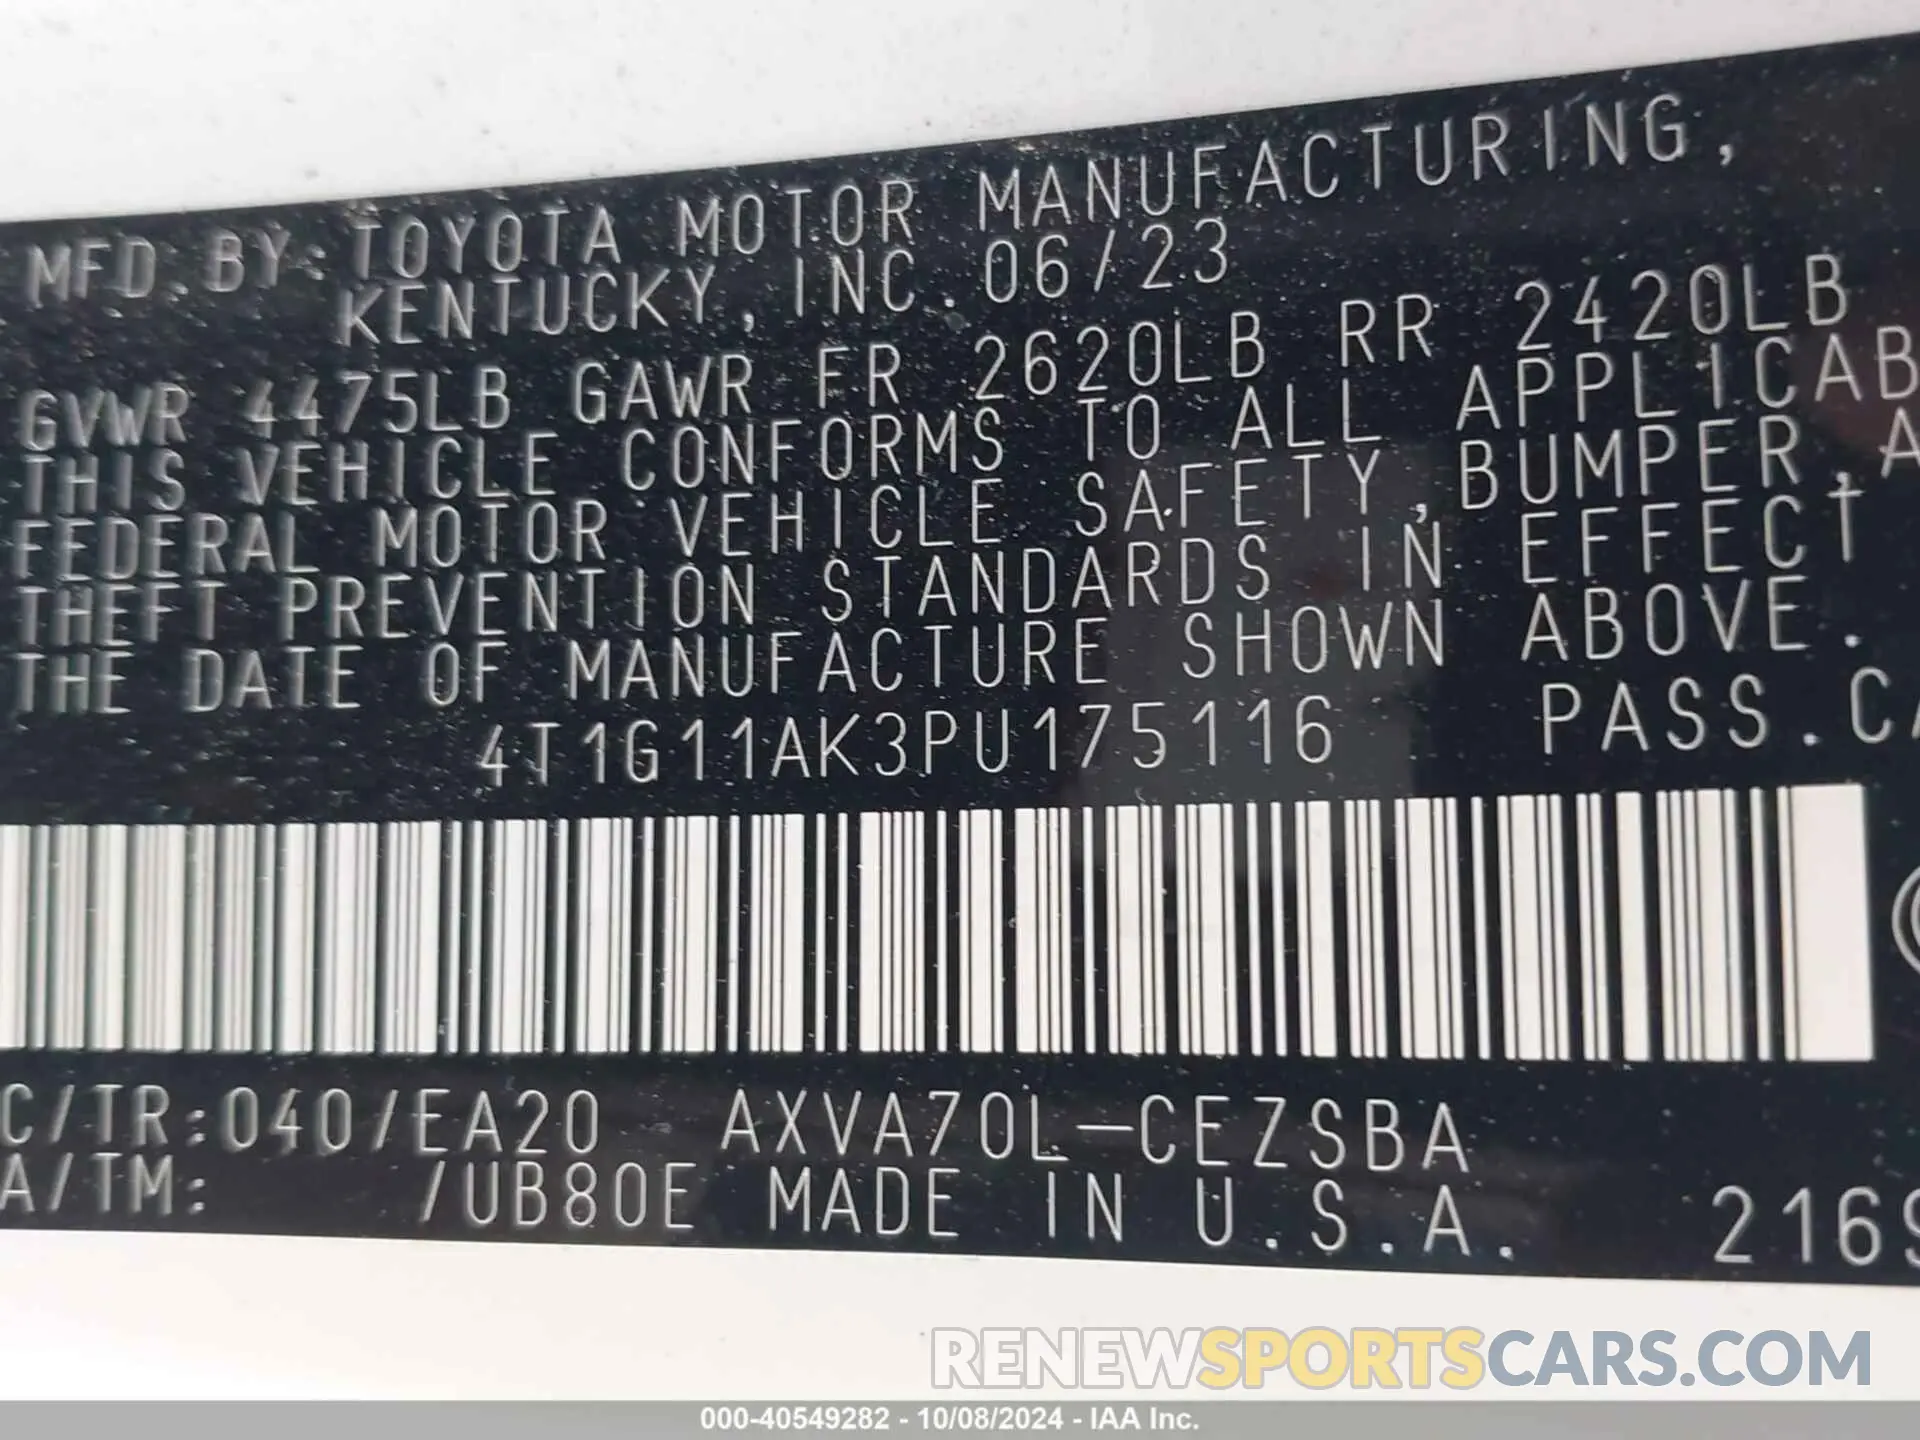 MFD.BY:TOYOTA MOTOR MANUFACTURING,
KENTUCKY,INC.06/23
GVWR 4475LB GAWR FR 2620LB RR 2420LB
THIS VEHICLE CONFORMS TO ALL APPLICAB
FEDERAL MOTOR VEHICLE SAFETY,BUMPER,A
THEFT PREVENTION STANDARDS IN EFFECT
THE DATE OF MANUFACTURE SHOWN ABOVE.
4T1G11AK3PU175116 PASS.CA
C/TR:040/EA20 AXVA70L-CEZSBA
A/TM: /UB80E MADE IN U.S.A. 2169
RENEWSPORTSCARS.COM
000-40549282 - 10/08/2024 - IAA Inc.